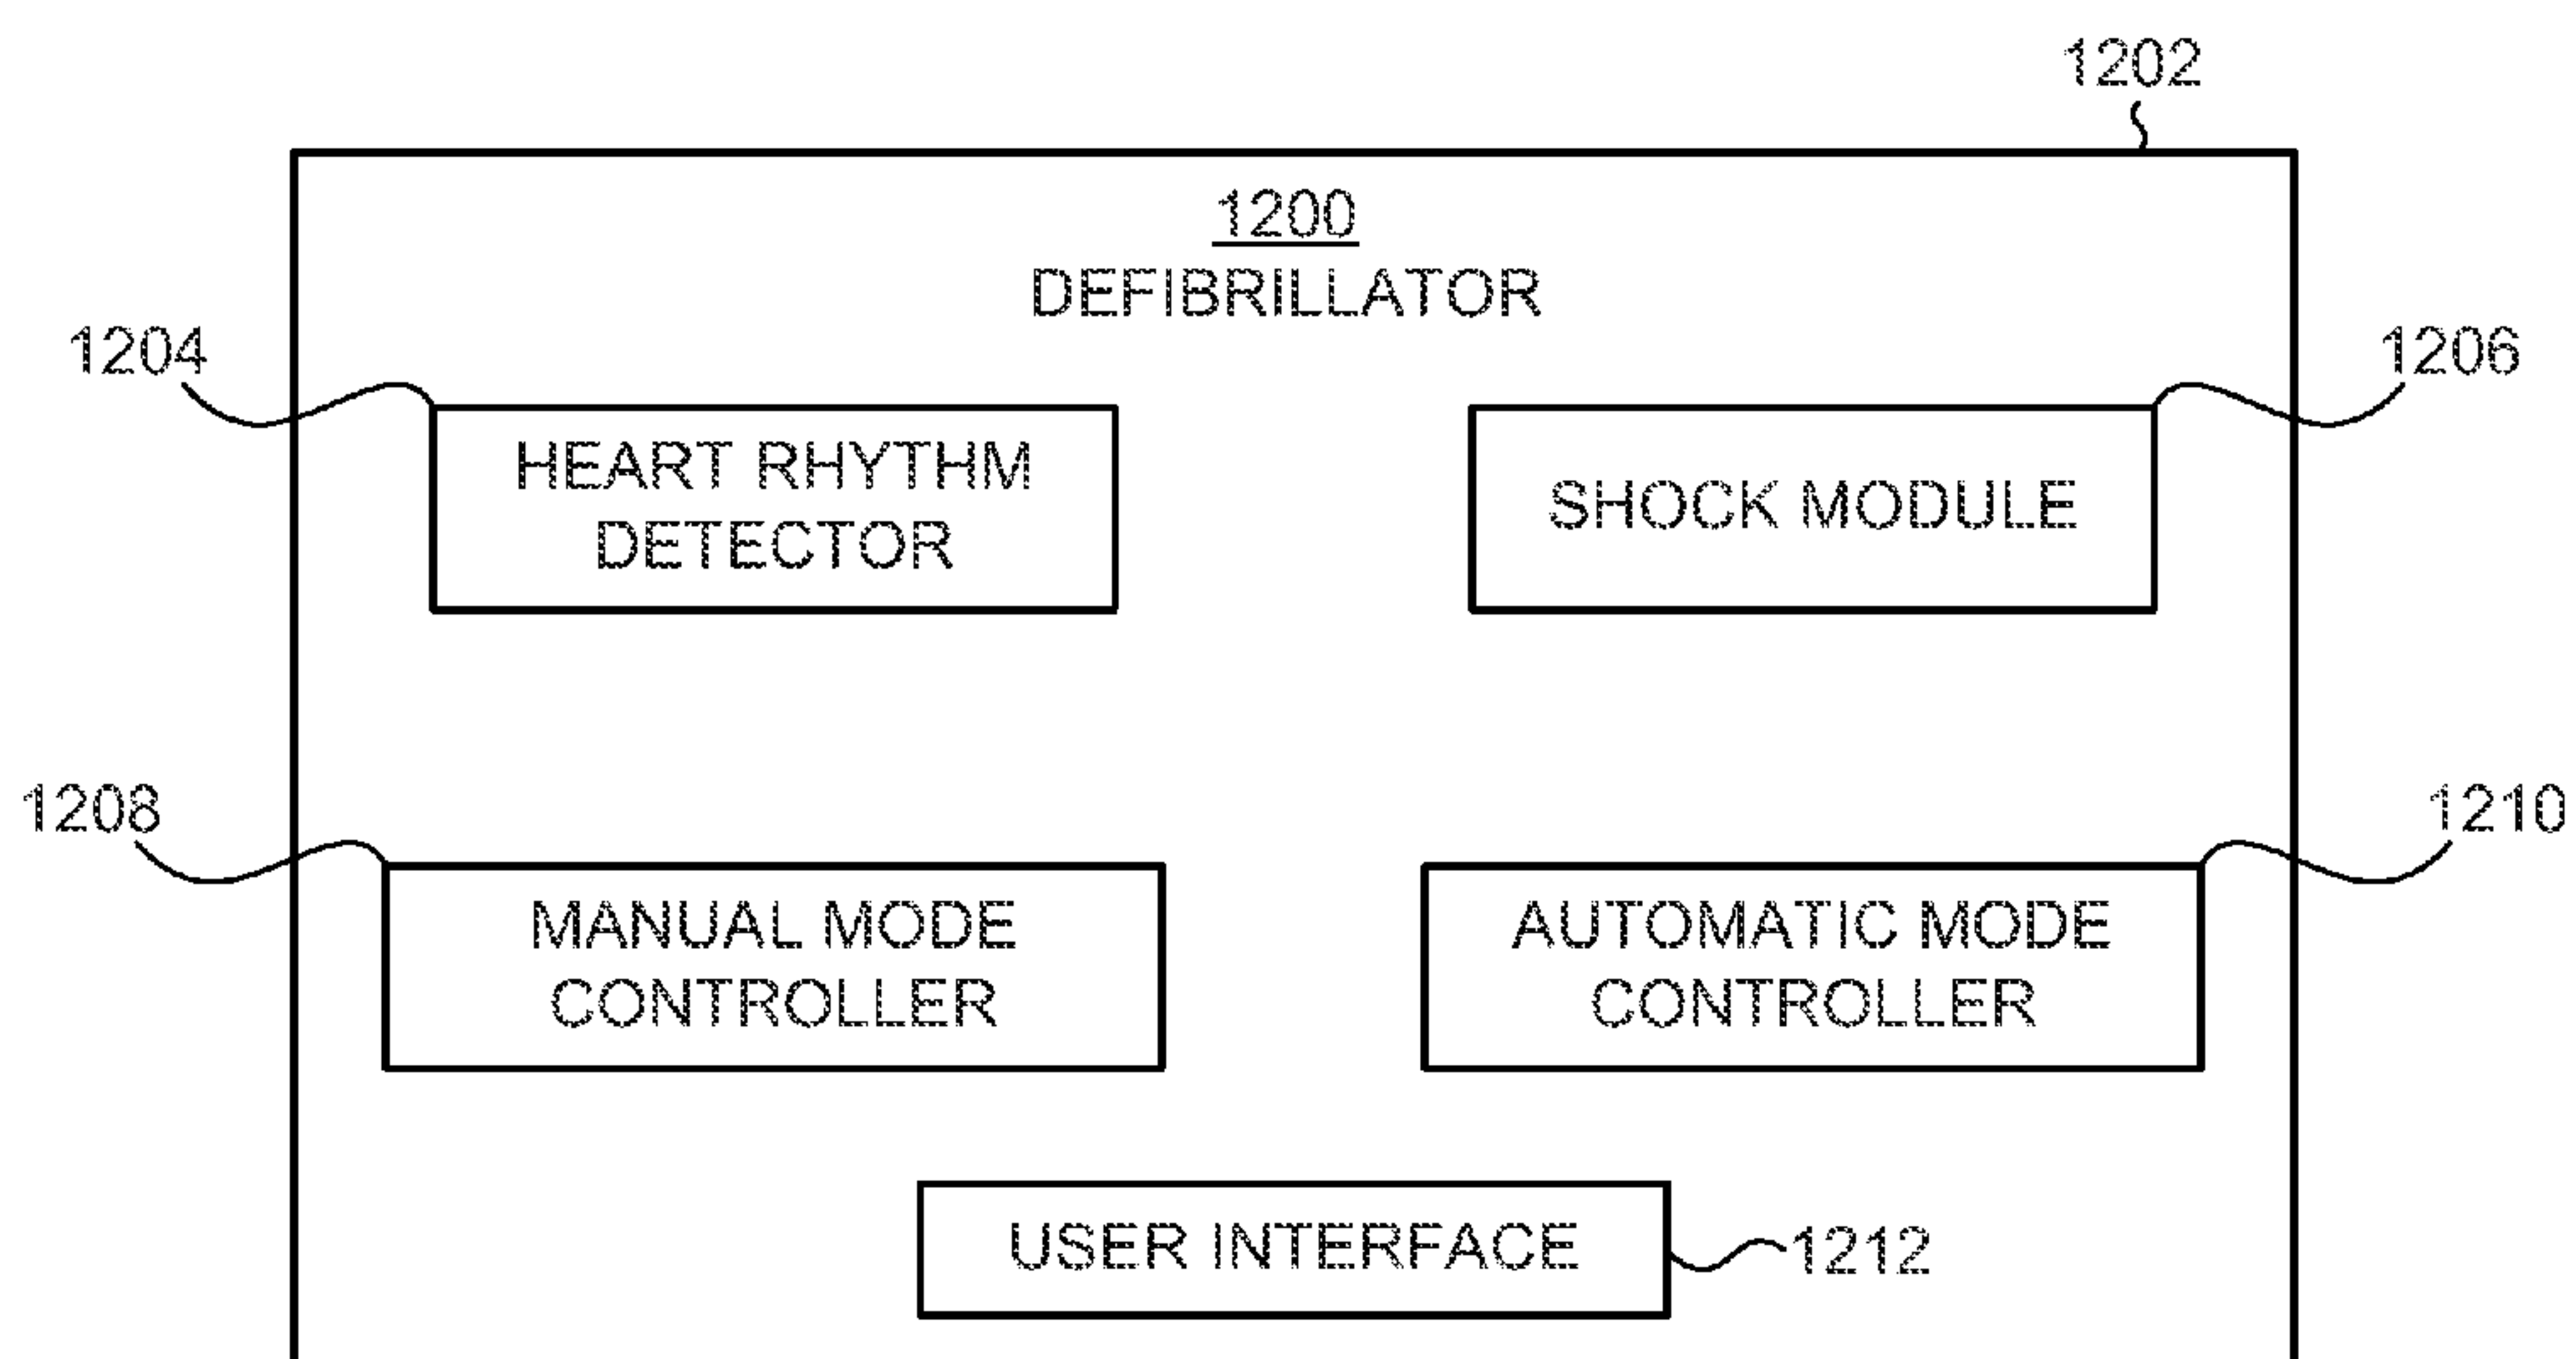 1202
1200
DEFIBRILLATOR
1204
1206
HEART RHYTHM
DETECTOR
SHOCK MODULE
1208
1210
MANUAL MODE
CONTROLLER
AUTOMATIC MODE
CONTROLLER
USER INTERFACE
1212